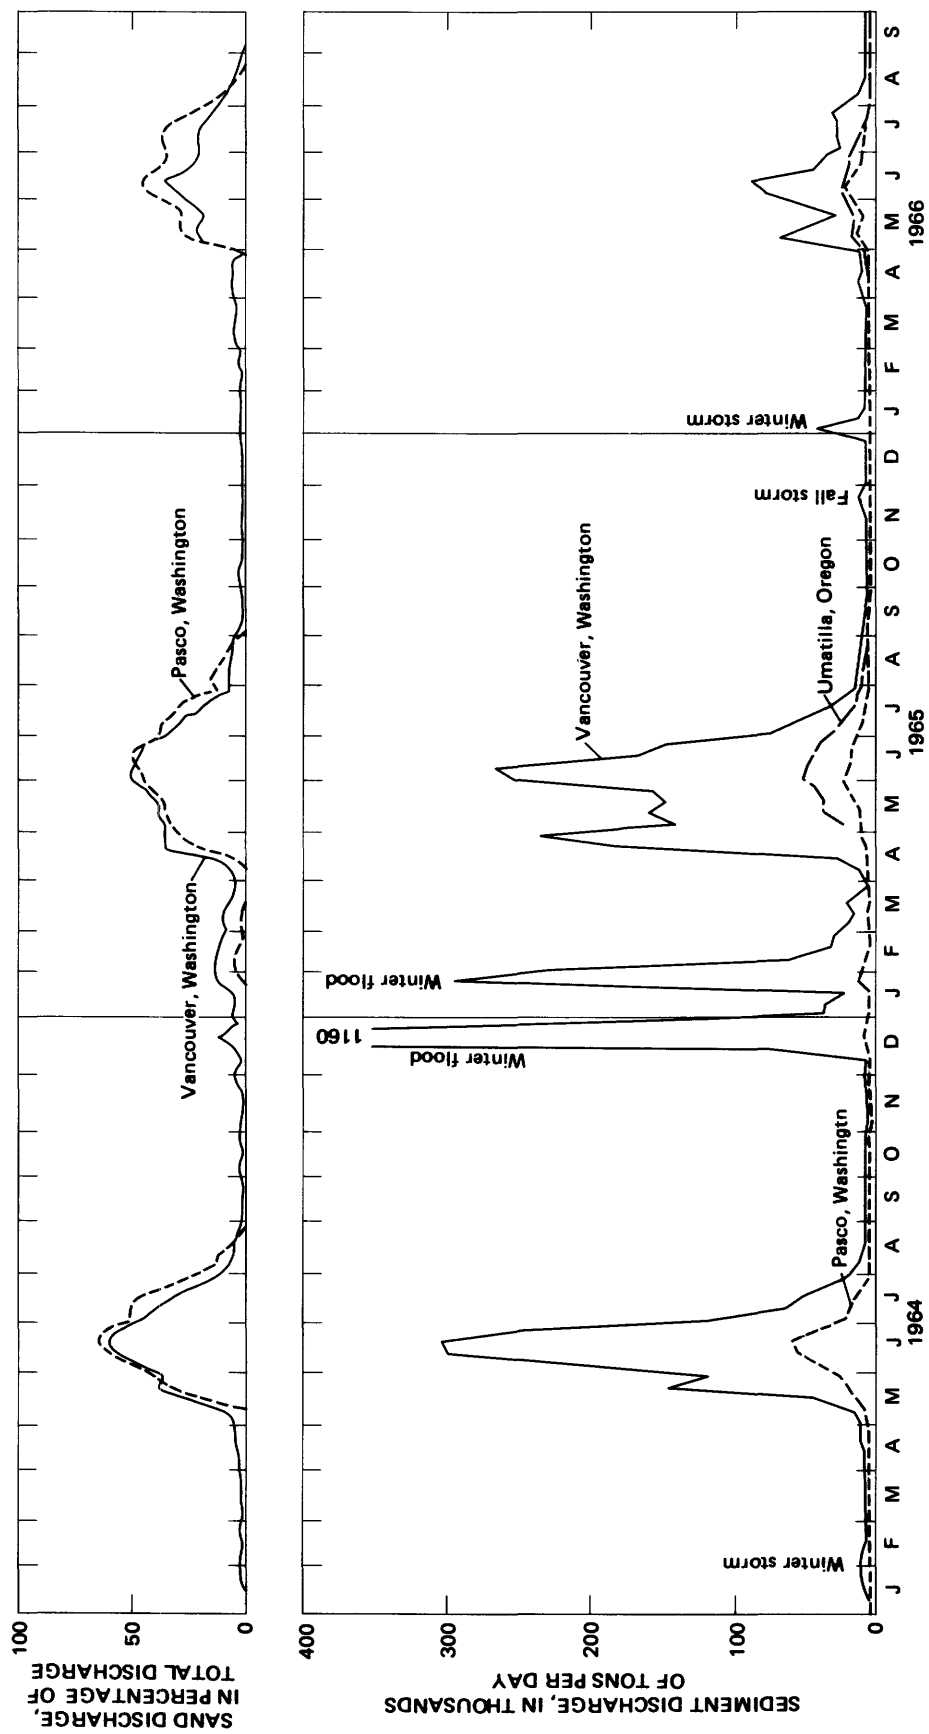 SAND DISCHARGE,
IN PERCENTAGE OF
TOTAL DISCHARGE
100
50
0
Vancouver, Washington
Pasco, Washington
SEDIMENT DISCHARGE, IN THOUSANDS
OF TONS PER DAY
400
300
200
100
0
Winter storm
Pasco, Washingtn
Winter flood
1160
Winter flood
Vancouver, Washington
Umatilla, Oregon
Fall storm
Winter storm
J F M A M J J A S O N D J F M A M J J A S O N D J F M A M J J A S
1964 1965 1966